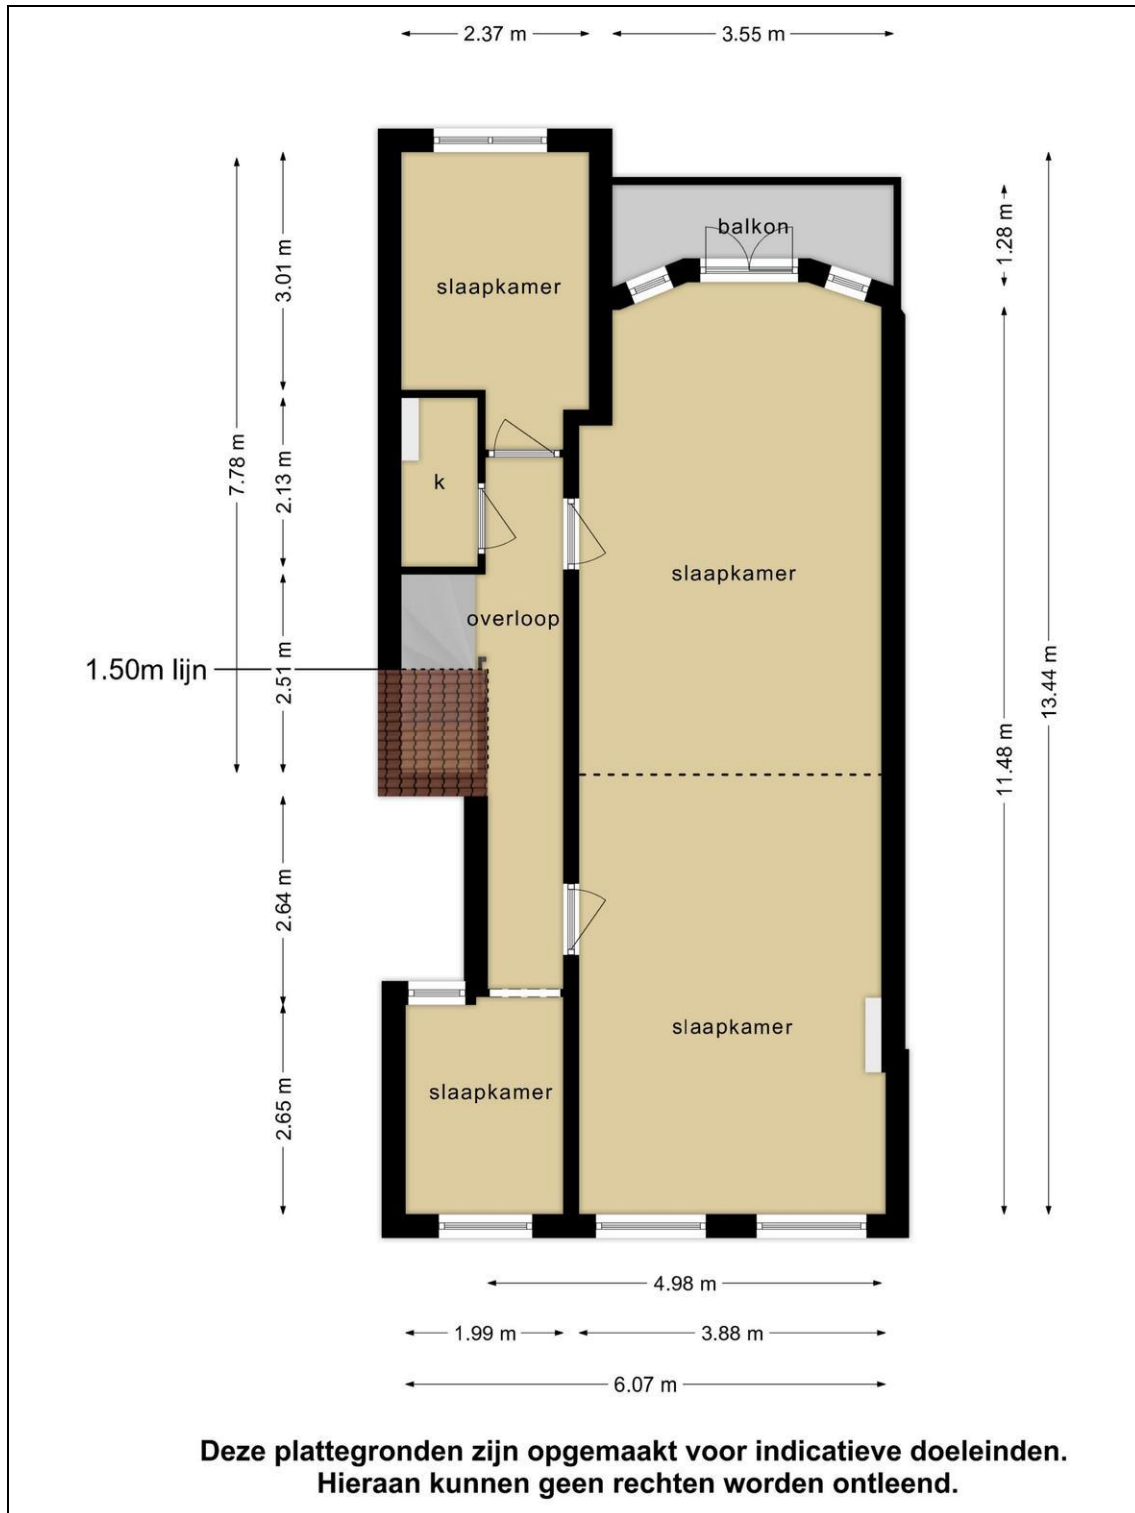 2.37 m
3.55 m
balkon
1.28 m
slaapkamer
3.01 m
7.78 m
k
2.13 m
slaapkamer
overloop
1.50m lijn
2.51 m
13.44 m
11.48 m
2.64 m
slaapkamer
slaapkamer
2.65 m
4.98 m
1.99 m
3.88 m
6.07 m
Deze plattegronden zijn opgemaakt voor indicatieve doeleinden.
Hieraan kunnen geen rechten worden ontleend.